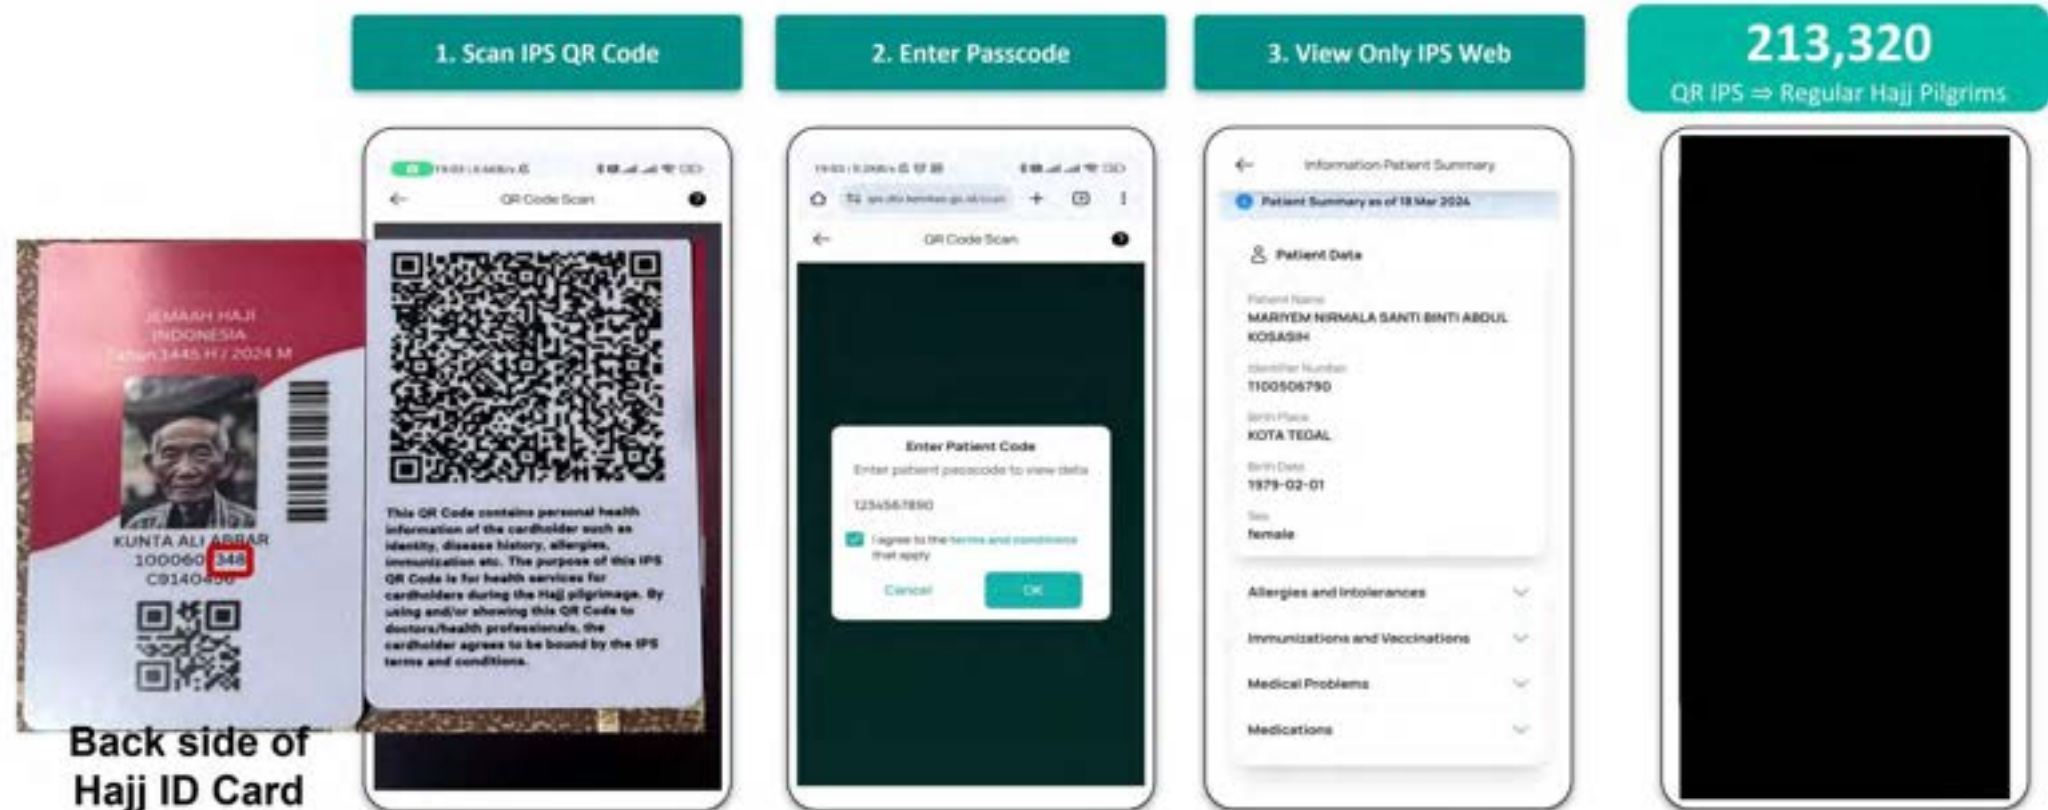 1. Scan IPS QR Code
2. Enter Passcode
3. View Only IPS Web
213,320
QR IPS ⇒ Regular Hajj Pilgrims
QR Code Scan
JEMAAH HAJI
INDONESIA
Tahun 1445 H / 2024 M
KUNTA ALI ABRAR
100060 348
This QR Code contains personal health
information of the cardholder such as
identity, disease history, allergies,
immunization etc. The purpose of this IPS
QR Code is for health services for
cardholders during the Hajj pilgrimage. By
using and/or showing this QR Code to
doctors/health professionals, the
cardholder agrees to be bound by the IPS
terms and conditions.
Back side of
Hajj ID Card
QR Code Scan
Enter Patient Code
Enter patient passcode to view data
1234567890
I agree to the terms and conditions
that apply
Cancel
OK
Information Patient Summary
Patient Summary as of 18 Mar 2024
Patient Data
Patient Name
MARIYEM NIRMALA SANTI BINTI ABDUL
KOSASIH
Identifier Number
1100506790
Birth Place
KOTA TEGAL
Birth Date
1979-02-01
Sex
female
Allergies and Intolerances
Immunizations and Vaccinations
Medical Problems
Medications